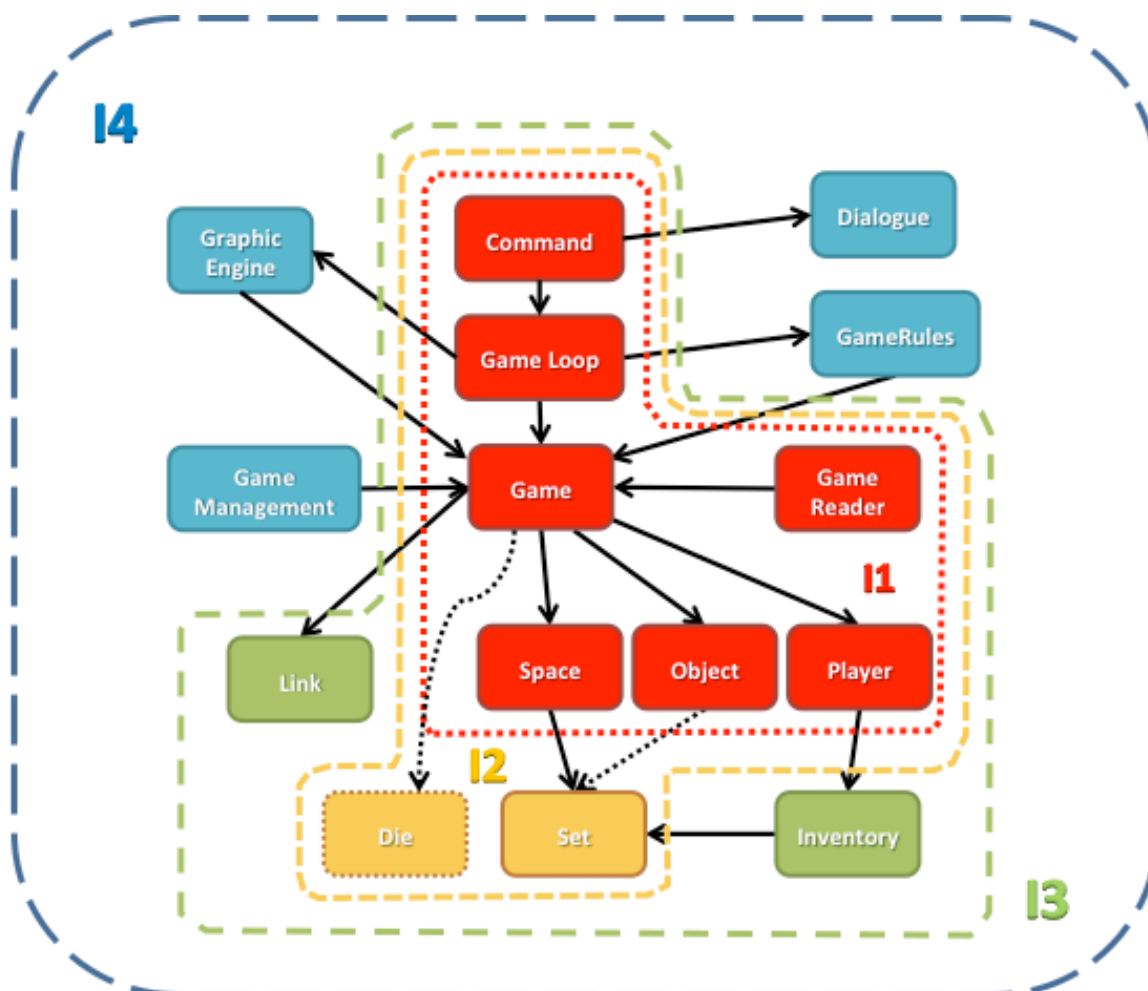 I4
Command
Dialogue
Graphic
Engine
Game Loop
GameRules
Game
Management
Game
Game
Reader
I1
Link
Space
Object
Player
I2
Die
Set
Inventory
I3